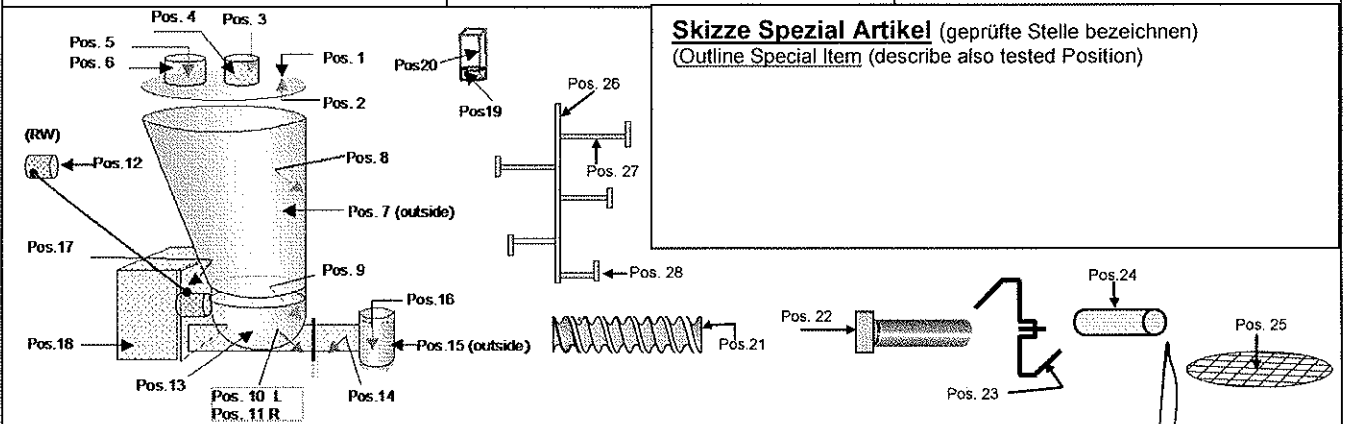 Pos. 4
Pos. 3
Pos. 5
Pos. 6
Pos. 1
Pos. 2
Pos20
Pos19
Skizze Spezial Artikel (geprüfte Stelle bezeichnen)
(Outline Special Item (describe also tested Position)
Pos. 26
Pos. 27
Pos. 28
(RW)
Pos.12
Pos. 8
Pos. 7 (outside)
Pos.17
Pos. 9
Pos.16
Pos.18
Pos.15 (outside)
Pos.13
Pos. 10 L
Pos. 11 R
Pos.14
Pos.21
Pos. 22
Pos. 23
Pos.24
Pos. 25